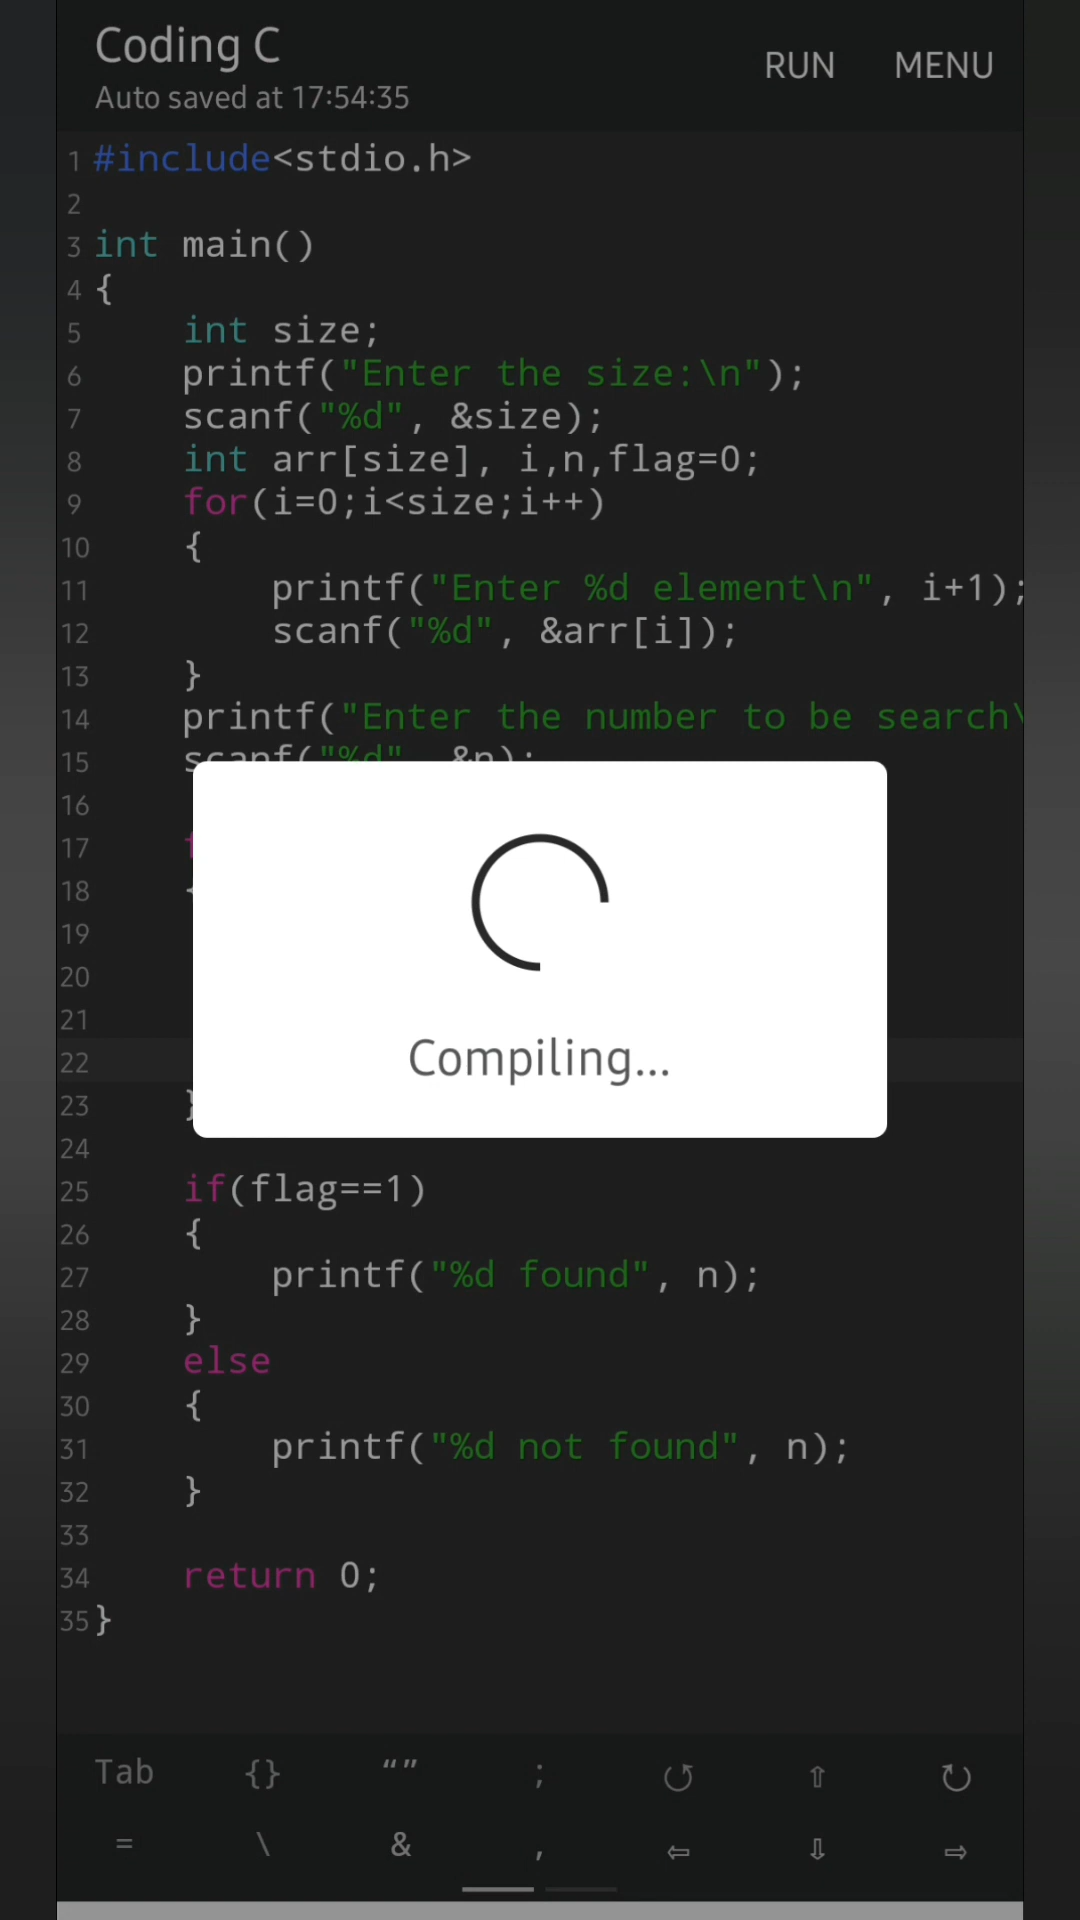 Coding C
Auto saved at 17:54:35
RUN MENU
1 #include<stdio.h>
2
3 int main()
4 {
5     int size;
6     printf("Enter the size:\n");
7     scanf("%d", &size);
8     int arr[size], i,n,flag=0;
9     for(i=0;i<size;i++)
10     {
11         printf("Enter %d element\n", i+1);
12         scanf("%d", &arr[i]);
13     }
14     printf("Enter the number to be search\
15     scanf("%d", &n);
16
17
18     {
19
20
21
22
23     }
24
25     if(flag==1)
26     {
27         printf("%d found", n);
28     }
29     else
30     {
31         printf("%d not found", n);
32     }
33
34     return 0;
35 }
Compiling...
Tab {} “” ; ↺ ⇧ ↻
= \ & , ⇦ ⇩ ⇨